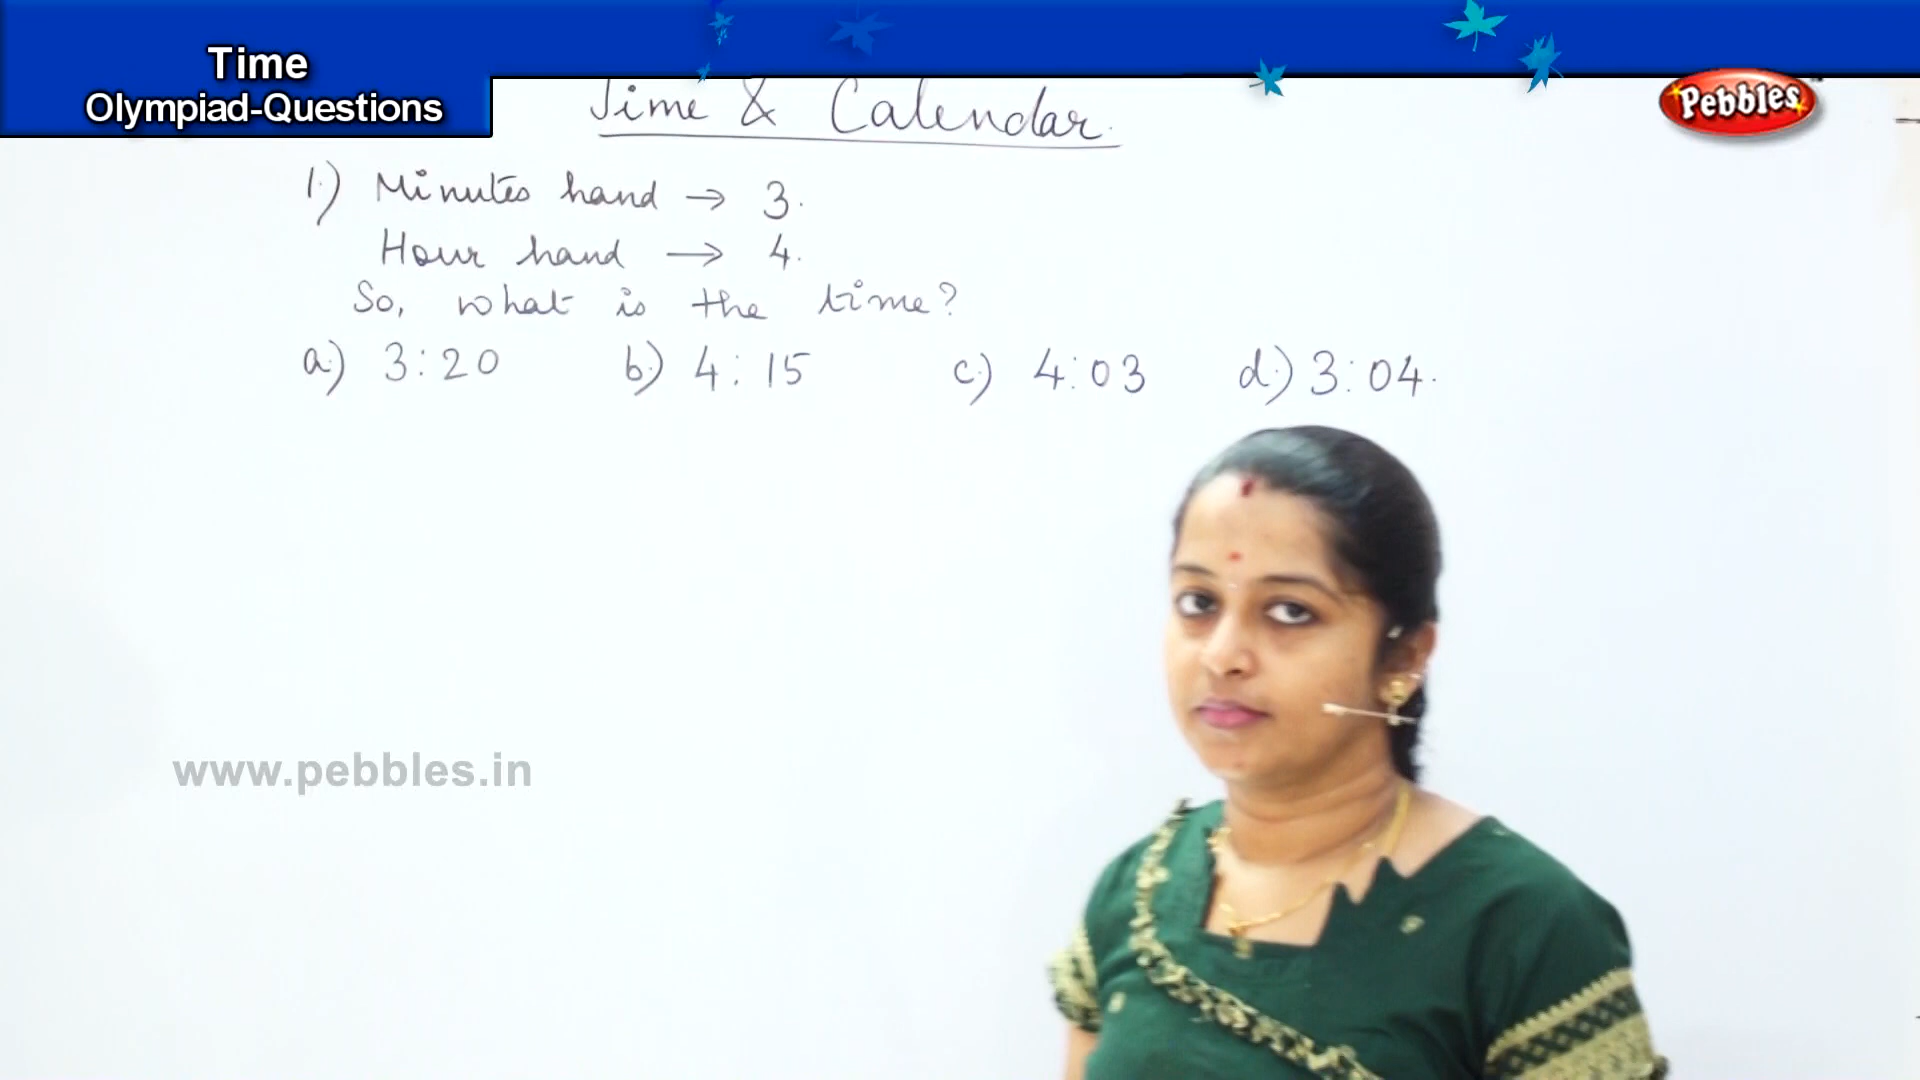 Time
Olympiad-Questions
Pebbles
Time & Calendar.
1.) Minutes hand → 3.
Hour hand → 4.
So, what is the time?
a.) 3:20 b.) 4:15 c.) 4:03 d.) 3:04.
www.pebbles.in